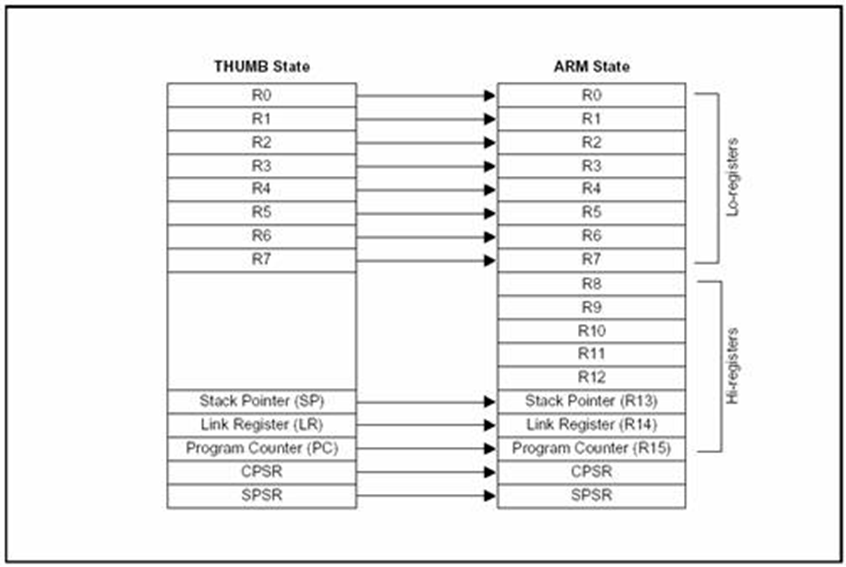 THUMB State
ARM State
R0
R0
R1
R1
R2
R2
R3
R3
R4
R4
R5
R5
R6
R6
R7
R7
R8
R9
R10
R11
R12
Stack Pointer (SP)
Stack Pointer (R13)
Link Register (LR)
Link Register (R14)
Program Counter (PC)
Program Counter (R15)
CPSR
CPSR
SPSR
SPSR
Lo-registers
Hi-registers